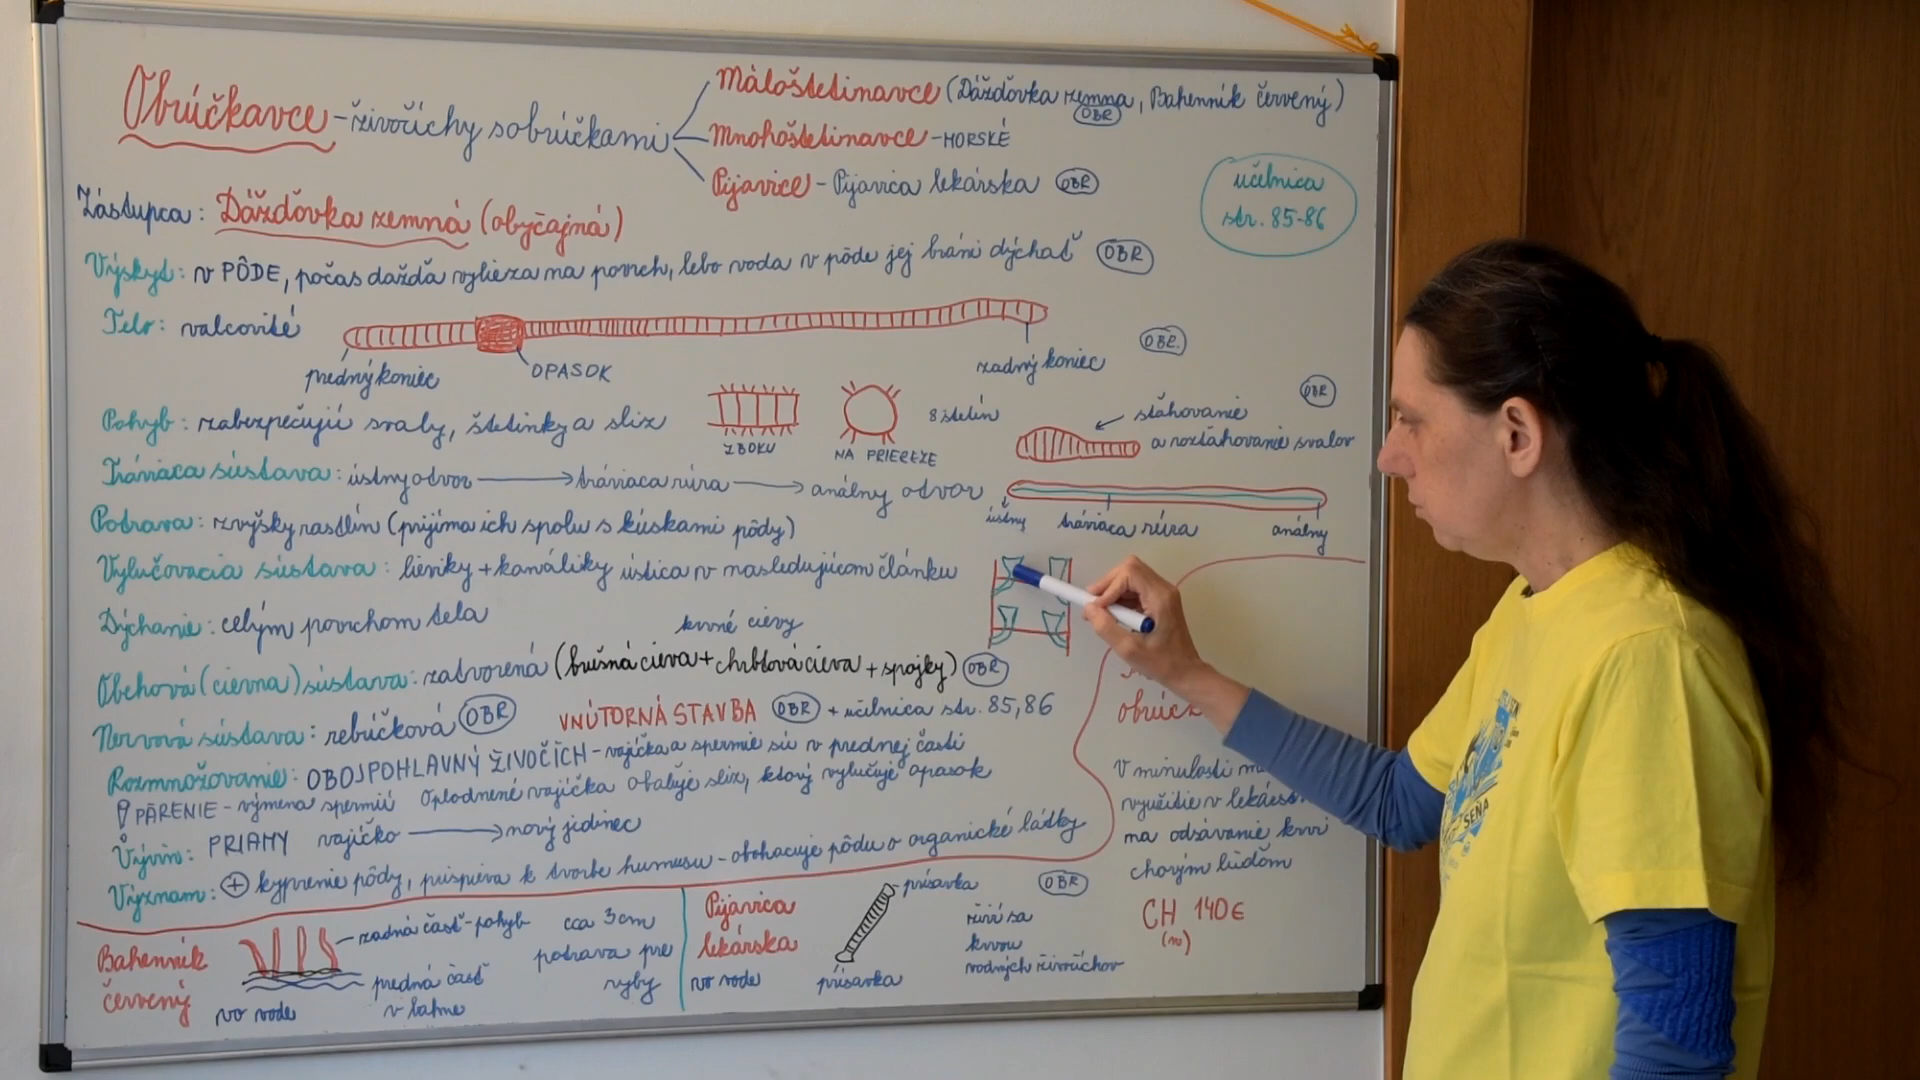 Obrúčkavce - živočíchy s obrúčkami
Máloštetinavce (Dážďovka zemná, Bahenník červený)
OBR
Mnohoštetinavce - MORSKÉ
Pijavice - Pijavica lekárska OBR
učebnica
str. 85-86
Zástupca: Dážďovka zemná (obyčajná)
Výskyt: v PÔDE, počas dažďa vylieza na povrch, lebo voda v pôde jej bráni dýchať OBR
Telo: valcovité
predný koniec
OPASOK
zadný koniec
OBR.
Pohyb: zabezpečujú svaly, štetinky a sliz
ZBOKU
NA PRIEREZE
8 štetín
sťahovanie
a rozťahovanie svalov
OBR
Tráviaca sústava: ústny otvor → tráviaca rúra → análny otvor
ústny
tráviaca rúra
análny
Potrava: zvyšky rastlín (prijíma ich spolu s kúskami pôdy)
Vylučovacia sústava: lieviky + kanáliky ústiace v nasledujúcom článku
Dýchanie: celým povrchom tela
krvné cievy
Obehová (cievna) sústava: zatvorená (brušná cieva + chrbtová cieva + spojky) OBR
Nervová sústava: rebríčková OBR
VNÚTORNÁ STAVBA OBR + učebnica str. 85,86
Rozmnožovanie: OBOJPOHLAVNÝ ŽIVOČÍCH - vajíčka a spermie sú v prednej časti
! PÁRENIE - výmena spermií Oplodnené vajíčka obaľuje sliz, ktorý vylučuje opasok
Vývin: PRIAMY vajíčko → nový jedinec
Význam: + kyprenie pôdy, prispieva k tvorbe humusu - obohacuje pôdu o organické látky
Bahenník
červený
vo vode
zadná časť - pohyb
predná časť
v bahne
cca 3 cm
potrava pre
ryby
Pijavica
lekárska
vo vode
prísavka
prísavka
OBR
živí sa
krvou
vodných živočíchov
V minulosti
využitie v
na odsávanie krvi
chorým ľuďom
CH 140€
(n)